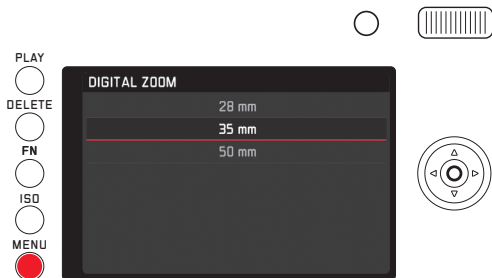 PLAY
DELETE
FN
ISO
MENU
DIGITAL ZOOM
28 mm
35 mm
50 mm